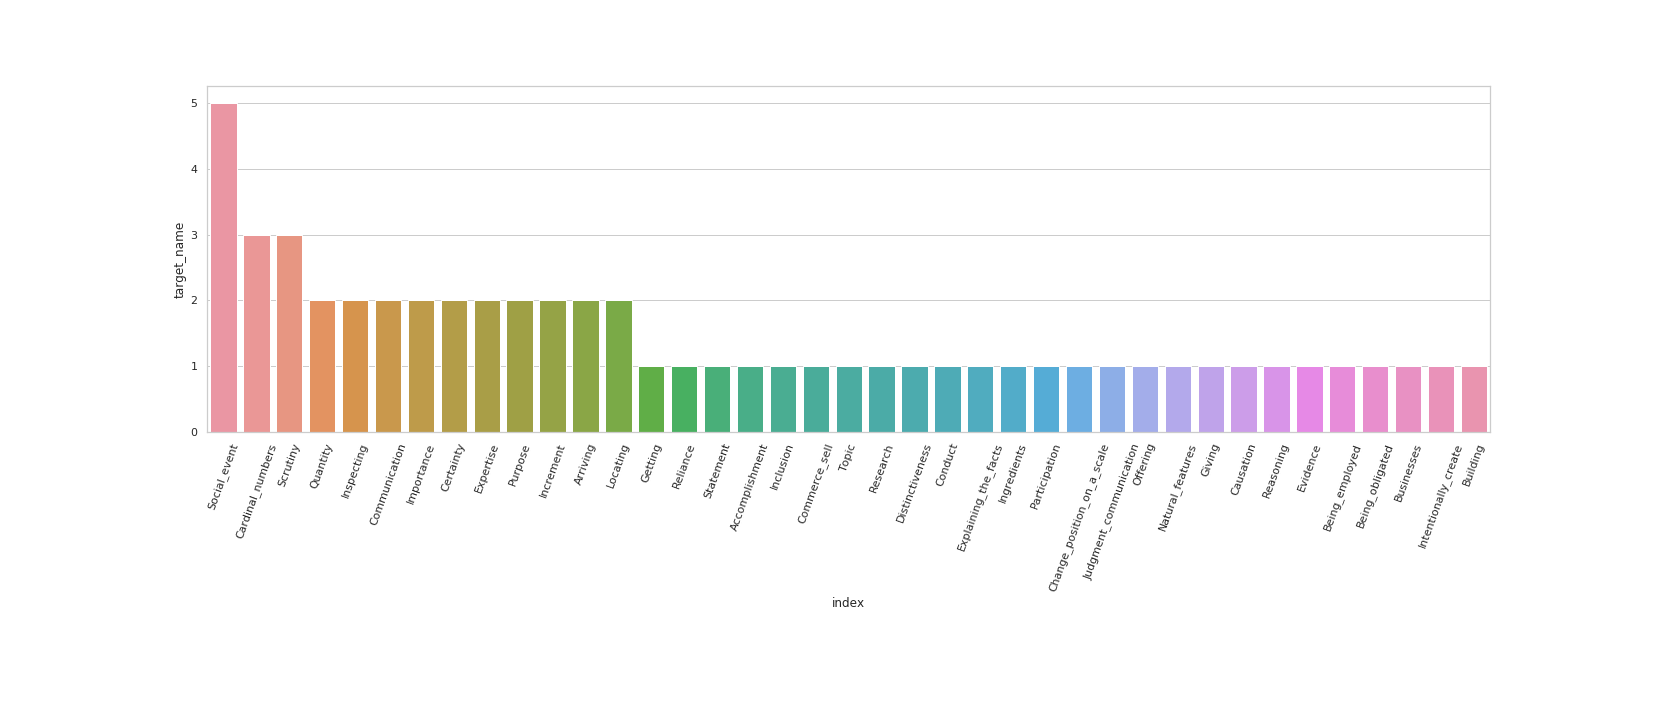 5
4
3
2
1
0
target_name
Social_event
Cardinal_numbers
Scrutiny
Quantity
Inspecting
Communication
Importance
Certainty
Expertise
Purpose
Increment
Arriving
Locating
Getting
Reliance
Statement
Accomplishment
Inclusion
Commerce_sell
Topic
Research
Distinctiveness
Conduct
Explaining_the_facts
Ingredients
Participation
Change_position_on_a_scale
Judgment_communication
Offering
Natural_features
Giving
Causation
Reasoning
Evidence
Being_employed
Being_obligated
Businesses
Intentionally_create
Building
index